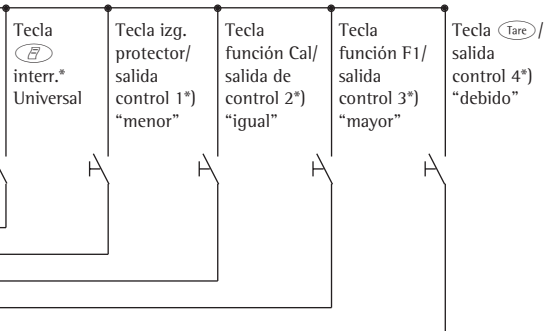 Tecla
interr.*
Universal
Tecla izg.
protector/
salida
control 1*)
“menor”
Tecla
función Cal/
salida de
control 2*)
“igual”
Tecla
función F1/
salida
control 3*)
“mayor”
Tecla Tare/
salida
control 4*)
“debido”